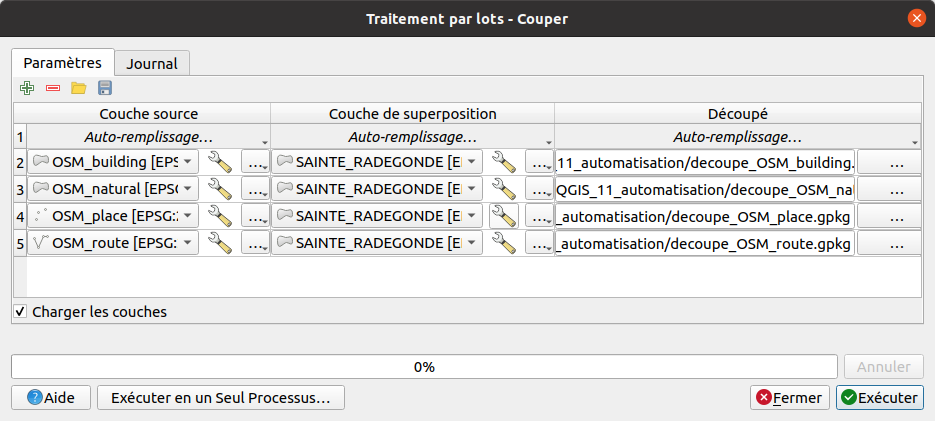 Traitement par lots - Couper
Paramètres Journal
Couche source Couche de superposition Découpé
1 Auto-remplissage... Auto-remplissage... Auto-remplissage...
2 OSM_building [EPS ... SAINTE_RADEGONDE [E ... 11_automatisation/decoupe_OSM_building. ...
3 OSM_natural [EPSG ... SAINTE_RADEGONDE [E ... QGIS_11_automatisation/decoupe_OSM_na ...
4 OSM_place [EPSG: ... SAINTE_RADEGONDE [E ... _automatisation/decoupe_OSM_place.gpkg ...
5 OSM_route [EPSG: ... SAINTE_RADEGONDE [E ... _automatisation/decoupe_OSM_route.gpkg ...
Charger les couches
0% Annuler
Aide Exécuter en un Seul Processus... Fermer Exécuter